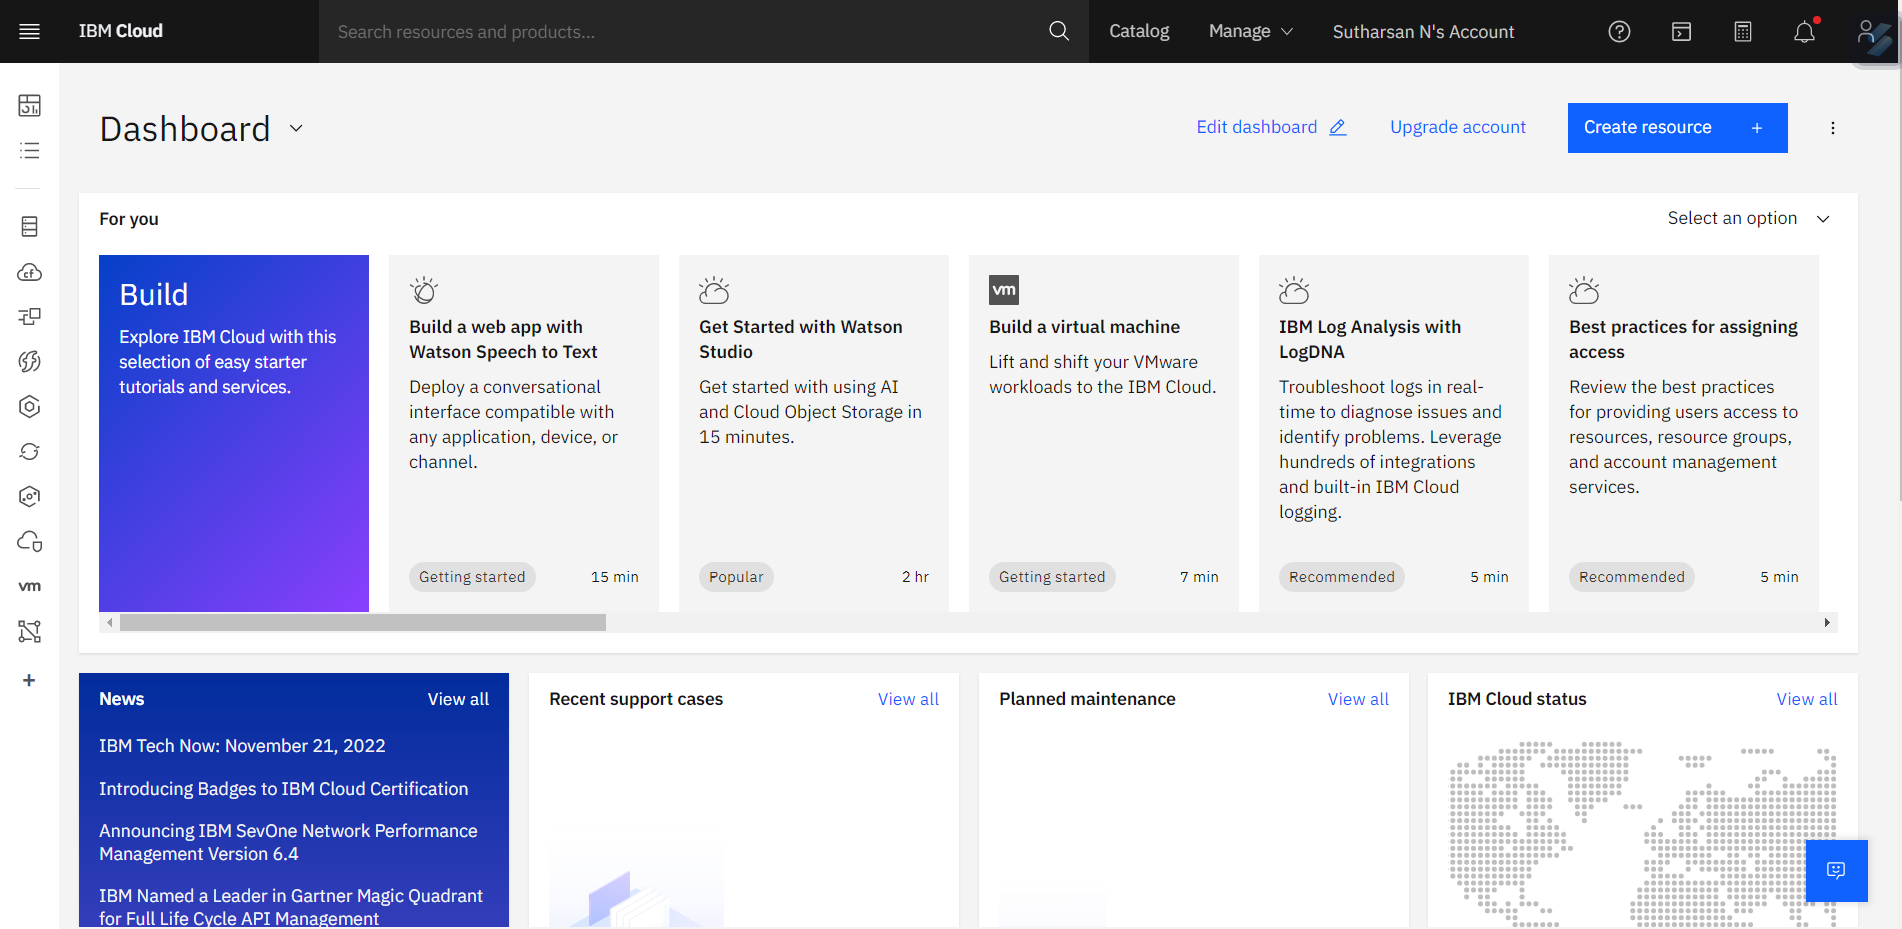 IBM Cloud
Search resources and products...
Catalog
Manage
Sutharsan N's Account
Dashboard
Edit dashboard
Upgrade account
Create resource +
For you
Select an option
Build
Explore IBM Cloud with this
selection of easy starter
tutorials and services.
Build a web app with
Watson Speech to Text
Deploy a conversational
interface compatible with
any application, device, or
channel.
Getting started 15 min
Get Started with Watson
Studio
Get started with using AI
and Cloud Object Storage in
15 minutes.
Popular 2 hr
vm
Build a virtual machine
Lift and shift your VMware
workloads to the IBM Cloud.
Getting started 7 min
IBM Log Analysis with
LogDNA
Troubleshoot logs in real-
time to diagnose issues and
identify problems. Leverage
hundreds of integrations
and built-in IBM Cloud
logging.
Recommended 5 min
Best practices for assigning
access
Review the best practices
for providing users access to
resources, resource groups,
and account management
services.
Recommended 5 min
cf
vm
+
News View all
IBM Tech Now: November 21, 2022
Introducing Badges to IBM Cloud Certification
Announcing IBM SevOne Network Performance
Management Version 6.4
IBM Named a Leader in Gartner Magic Quadrant
for Full Life Cycle API Management
Recent support cases View all
Planned maintenance View all
IBM Cloud status View all